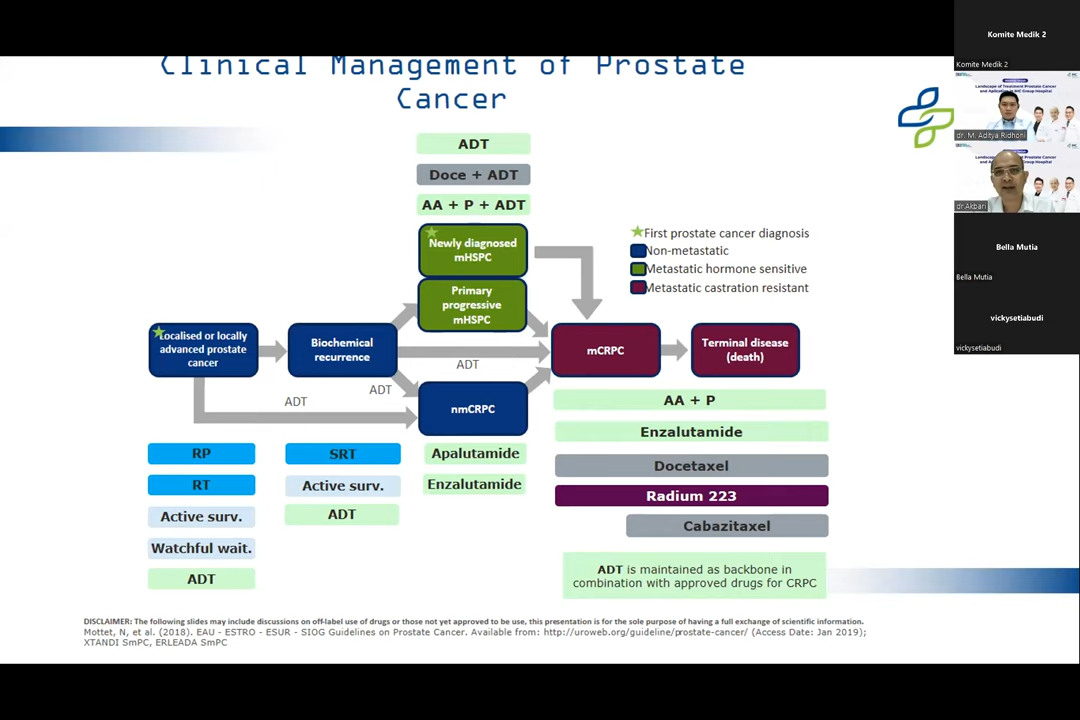 Clinical Management of Prostate
Cancer
ADT
Doce + ADT
AA + P + ADT
Newly diagnosed
mHSPC
Primary
progressive
mHSPC
First prostate cancer diagnosis
Non-metastatic
Metastatic hormone sensitive
Metastatic castration resistant
Localised or locally
advanced prostate
cancer
Biochemical
recurrence
ADT
mCRPC
Terminal disease
(death)
ADT
ADT
nmCRPC
RP
RT
Active surv.
Watchful wait.
ADT
SRT
Active surv.
ADT
Apalutamide
Enzalutamide
AA + P
Enzalutamide
Docetaxel
Radium 223
Cabazitaxel
ADT is maintained as backbone in
combination with approved drugs for CRPC
DISCLAIMER: The following slides may include discussions on off-label use of drugs or those not yet approved to be use, this presentation is for the sole purpose of having a full exchange of scientific information.
Mottet, N, et al. (2018). EAU - ESTRO - ESUR - SIOG Guidelines on Prostate Cancer. Available from: http://uroweb.org/guideline/prostate-cancer/ (Access Date: Jan 2019);
XTANDI SmPC, ERLEADA SmPC
Komite Medik 2
Komite Medik 2
Landscape of Treatment Prostate Cancer
dr. M. Aditya Ridhoni
dr Akbari
Bella Mutia
Bella Mutia
vickysetiabudi
vickysetiabudi